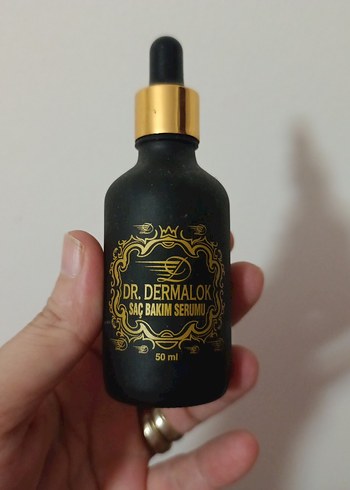 DR. DERMALOK
SAÇ BAKIM SERUMU
50 ml